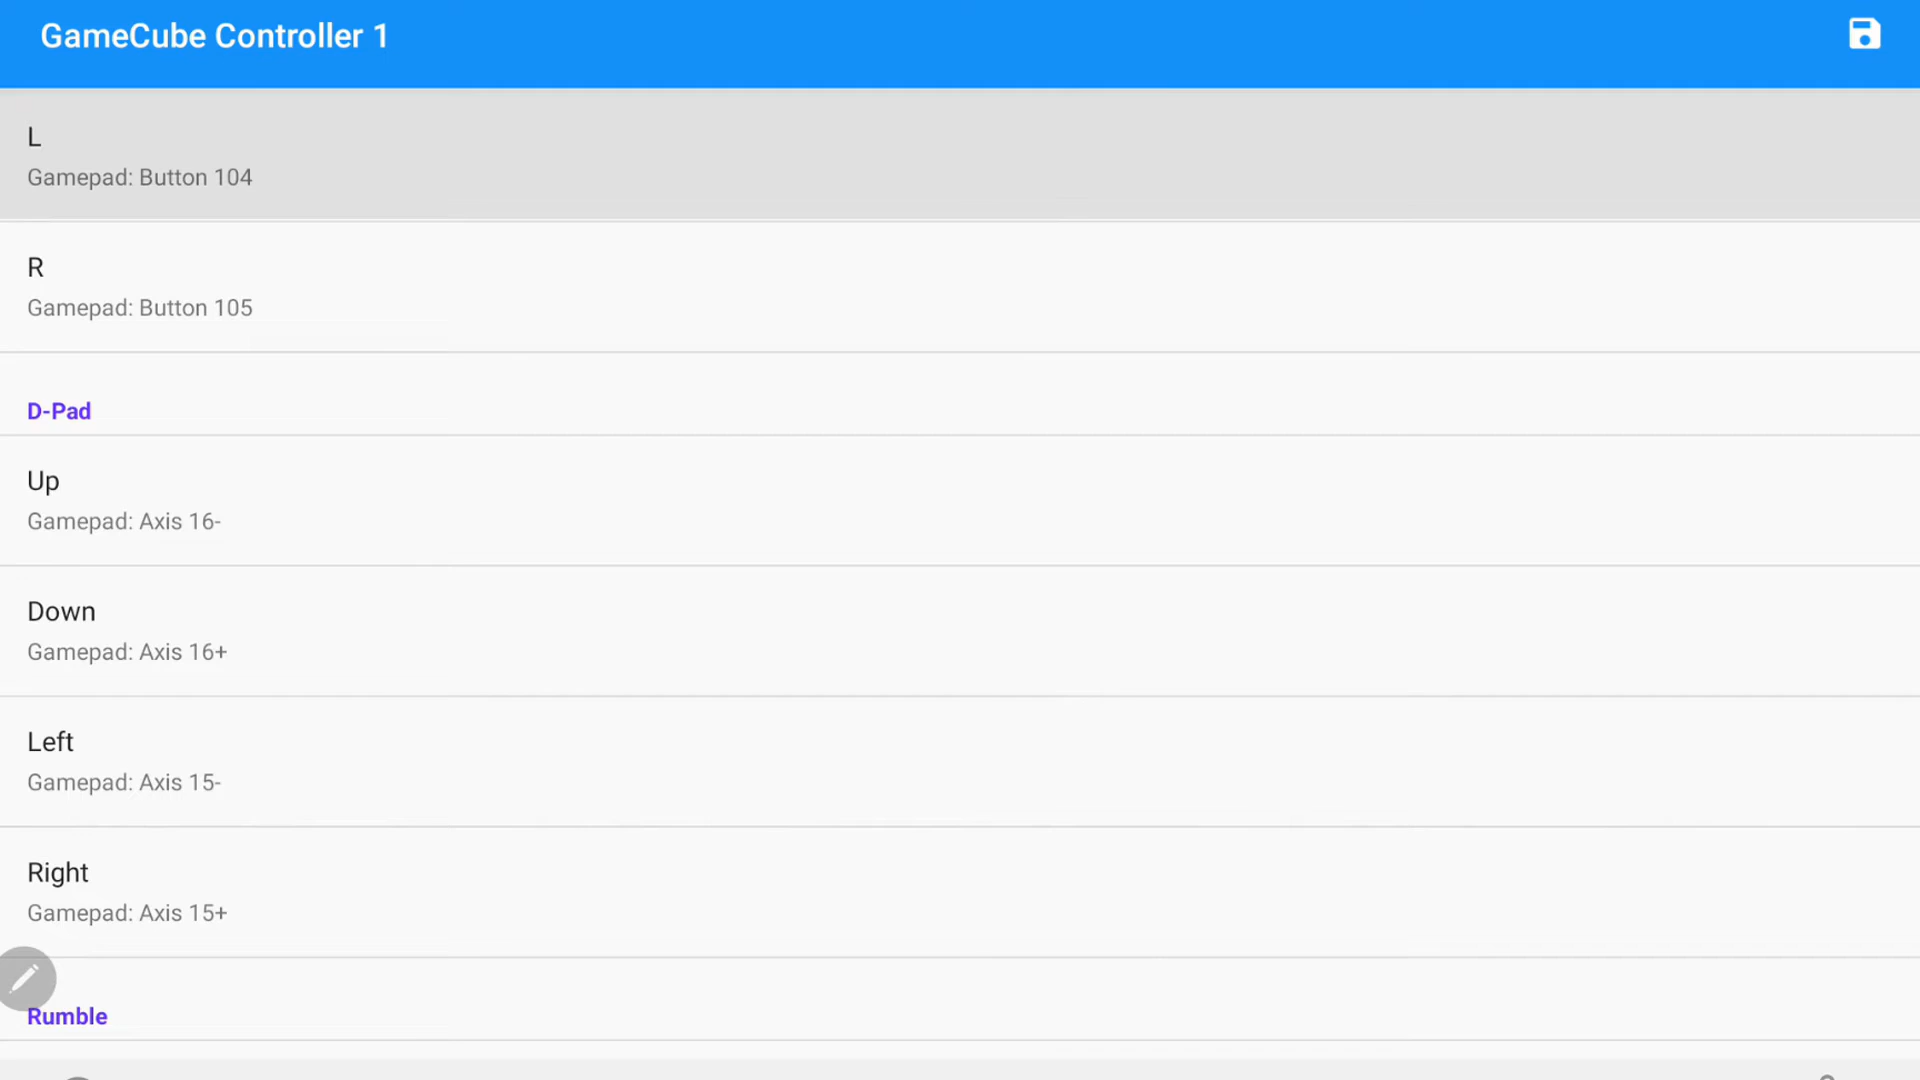 GameCube Controller 1
L
Gamepad: Button 104
R
Gamepad: Button 105
D-Pad
Up
Gamepad: Axis 16-
Down
Gamepad: Axis 16+
Left
Gamepad: Axis 15-
Right
Gamepad: Axis 15+
Rumble